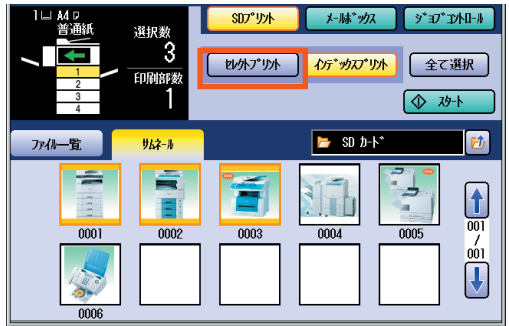 1 A4
普通紙
選択数
3
印刷部数
1
1
2
3
4
SDﾌﾟﾘﾝﾄ
ﾒｰﾙﾎﾞｯｸｽ
ｼﾞｮﾌﾞｺﾝﾄﾛｰﾙ
ｾﾚｸﾄﾌﾟﾘﾝﾄ
ｲﾝﾃﾞｯｸｽﾌﾟﾘﾝﾄ
全て選択
ｽﾀｰﾄ
ﾌｧｲﾙ一覧
ｻﾑﾈｰﾙ
SD ｶｰﾄﾞ
0001
0002
0003
0004
0005
001
/
001
0006